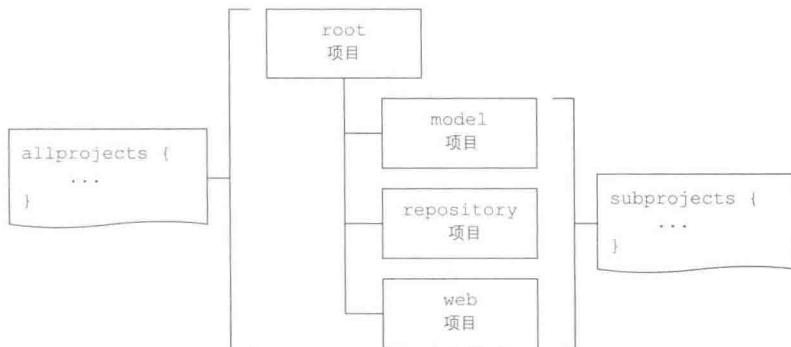 root
项目
model
项目
allprojects {
...
}
repository
项目
subprojects {
...
}
web
项目